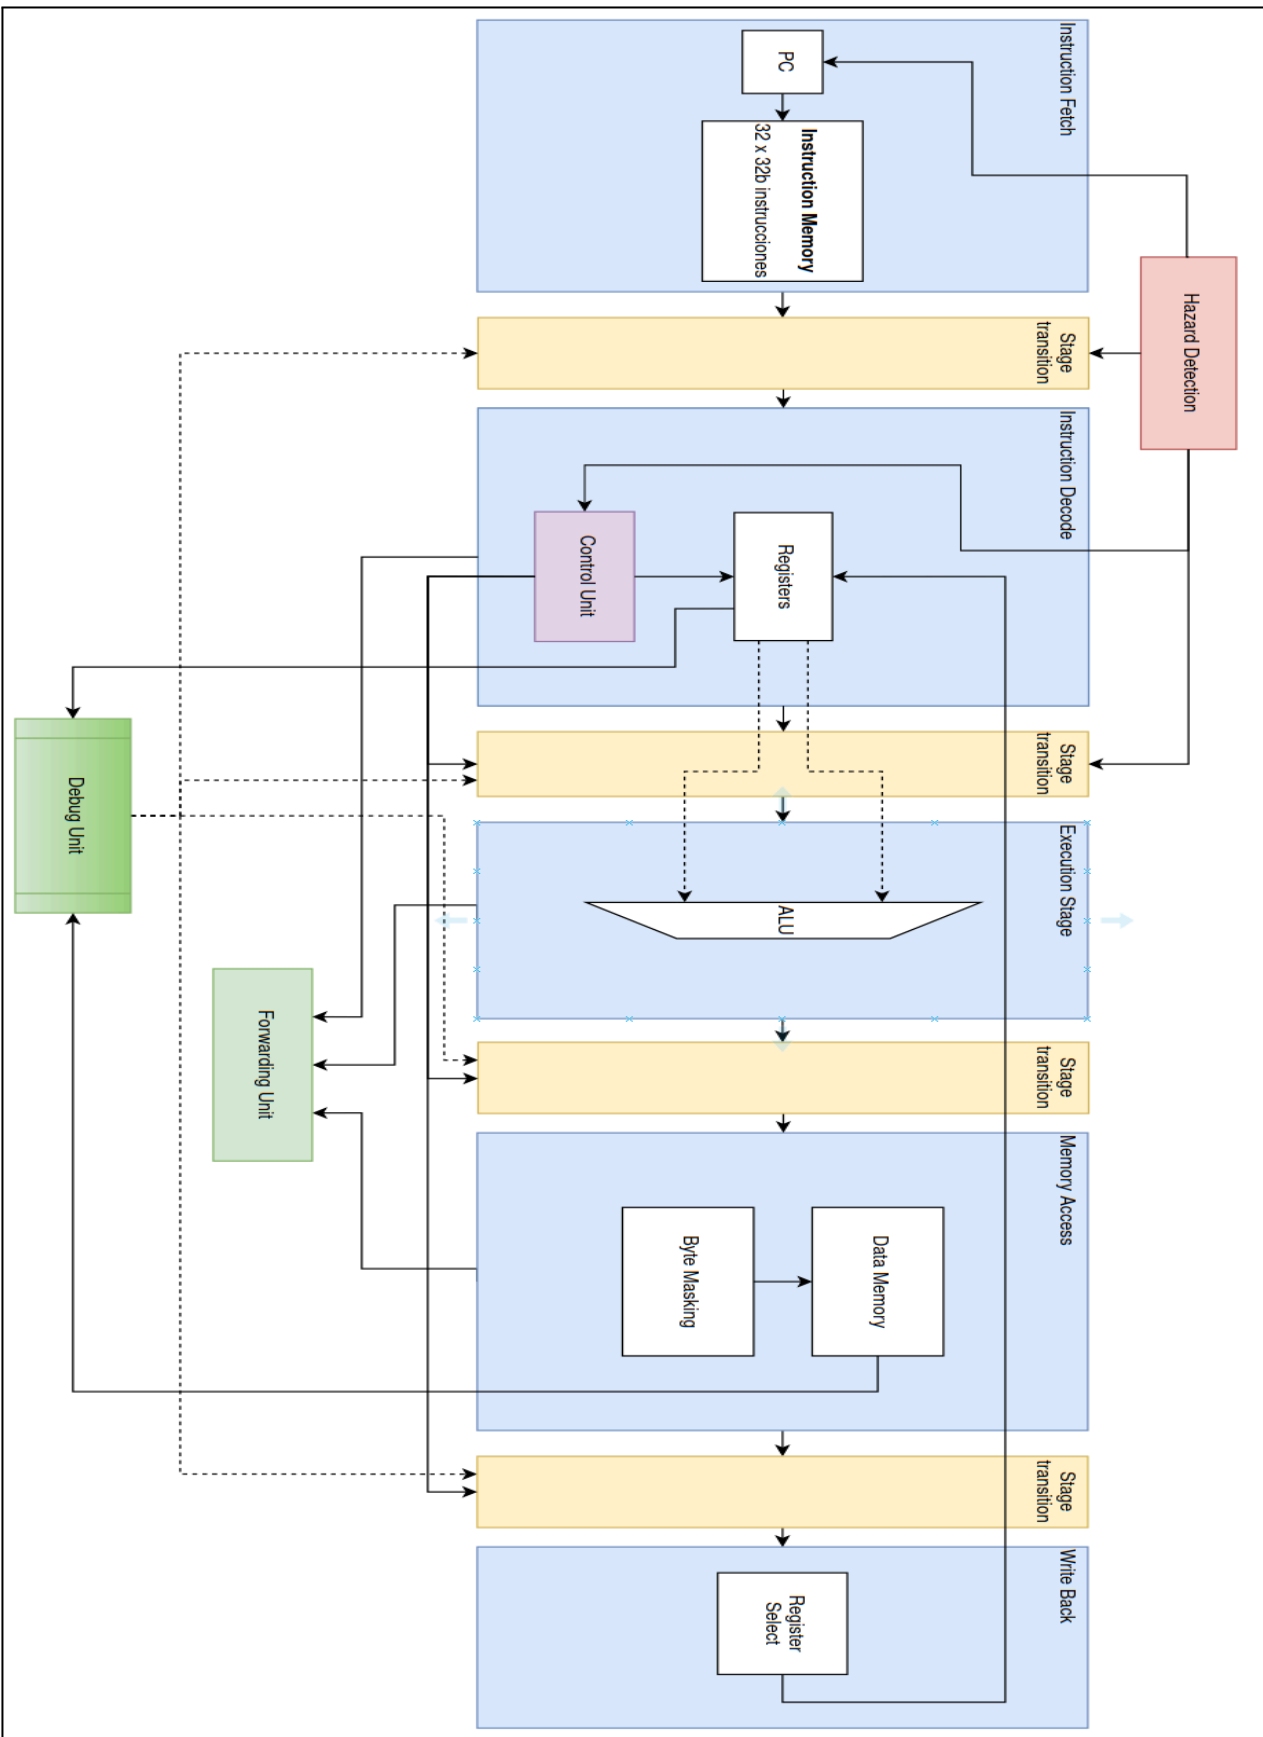 Instruction Fetch
PC
Instruction Memory
32 x 32b instrucciones
Hazard Detection
Stage
transition
Instruction Decode
Control Unit
Registers
Stage
transition
Debug Unit
Execution Stage
ALU
Forwarding Unit
Stage
transition
Memory Access
Byte Masking
Data Memory
Stage
transition
Write Back
Register
Select